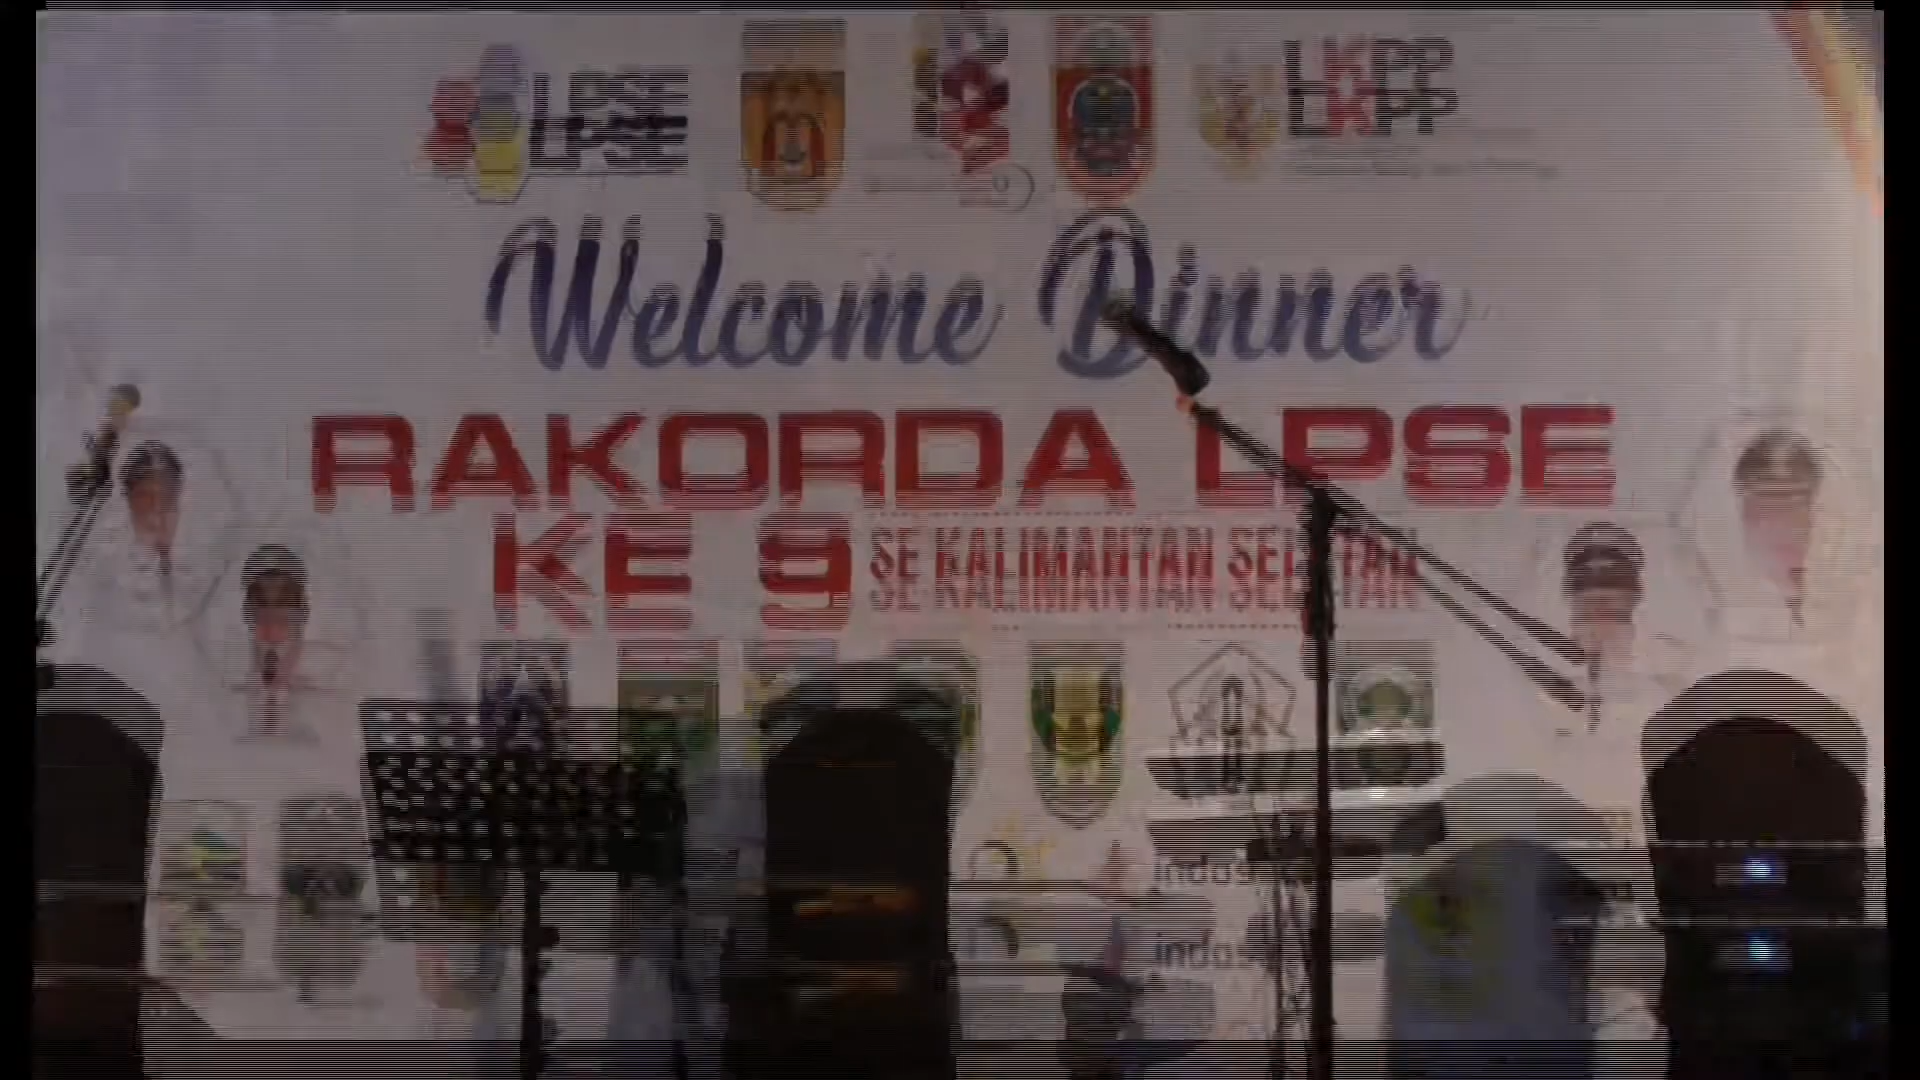 LPSE LKPP
Welcome Dinner
RAKORDA LPSE
KE 9 SE KALIMANTAN SELATAN